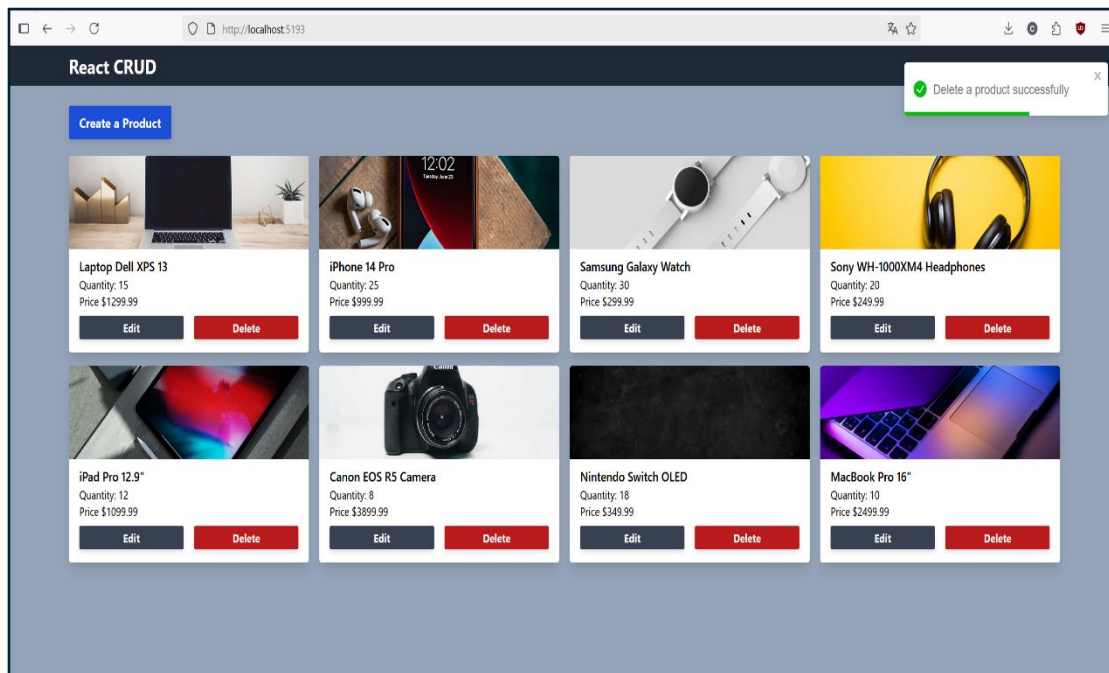 http://localhost:5193
React CRUD
x
Delete a product successfully
Create a Product
12:02
Tuesday, June 22
Laptop Dell XPS 13
Quantity: 15
Price $1299.99
Edit Delete
iPhone 14 Pro
Quantity: 25
Price $999.99
Edit Delete
Samsung Galaxy Watch
Quantity: 30
Price $299.99
Edit Delete
Sony WH-1000XM4 Headphones
Quantity: 20
Price $249.99
Edit Delete
iPad Pro 12.9"
Quantity: 12
Price $1099.99
Edit Delete
Canon
Canon EOS R5 Camera
Quantity: 8
Price $3899.99
Edit Delete
Nintendo Switch OLED
Quantity: 18
Price $349.99
Edit Delete
MacBook Pro 16"
Quantity: 10
Price $2499.99
Edit Delete